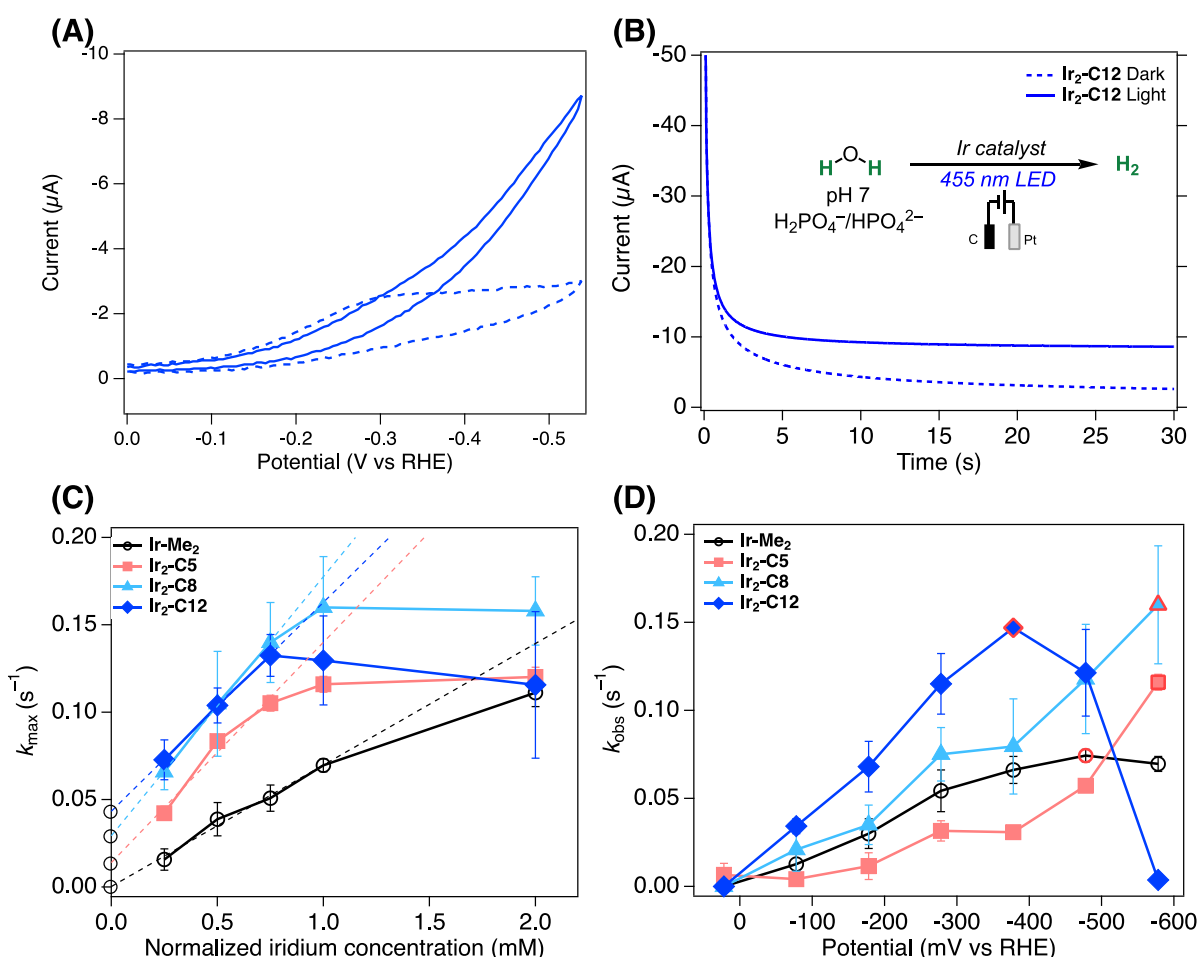 (A)
-10
-8
-6
-4
-2
0
Current (µA)
0.0 -0.1 -0.2 -0.3 -0.4 -0.5
Potential (V vs RHE)
(B)
-50
-40
-30
-20
-10
0
Current (µA)
Ir₂-C12 Dark
Ir₂-C12 Light
H O H
pH 7
H₂PO₄⁻/HPO₄²⁻
Ir catalyst
455 nm LED
C Pt
H₂
0 5 10 15 20 25 30
Time (s)
(C)
0.20
0.15
0.10
0.05
0.00
kmax (s⁻¹)
Ir-Me₂
Ir₂-C5
Ir₂-C8
Ir₂-C12
0.0 0.5 1.0 1.5 2.0
Normalized iridium concentration (mM)
(D)
0.20
0.15
0.10
0.05
0.00
kobs (s⁻¹)
Ir-Me₂
Ir₂-C5
Ir₂-C8
Ir₂-C12
0 -100 -200 -300 -400 -500 -600
Potential (mV vs RHE)